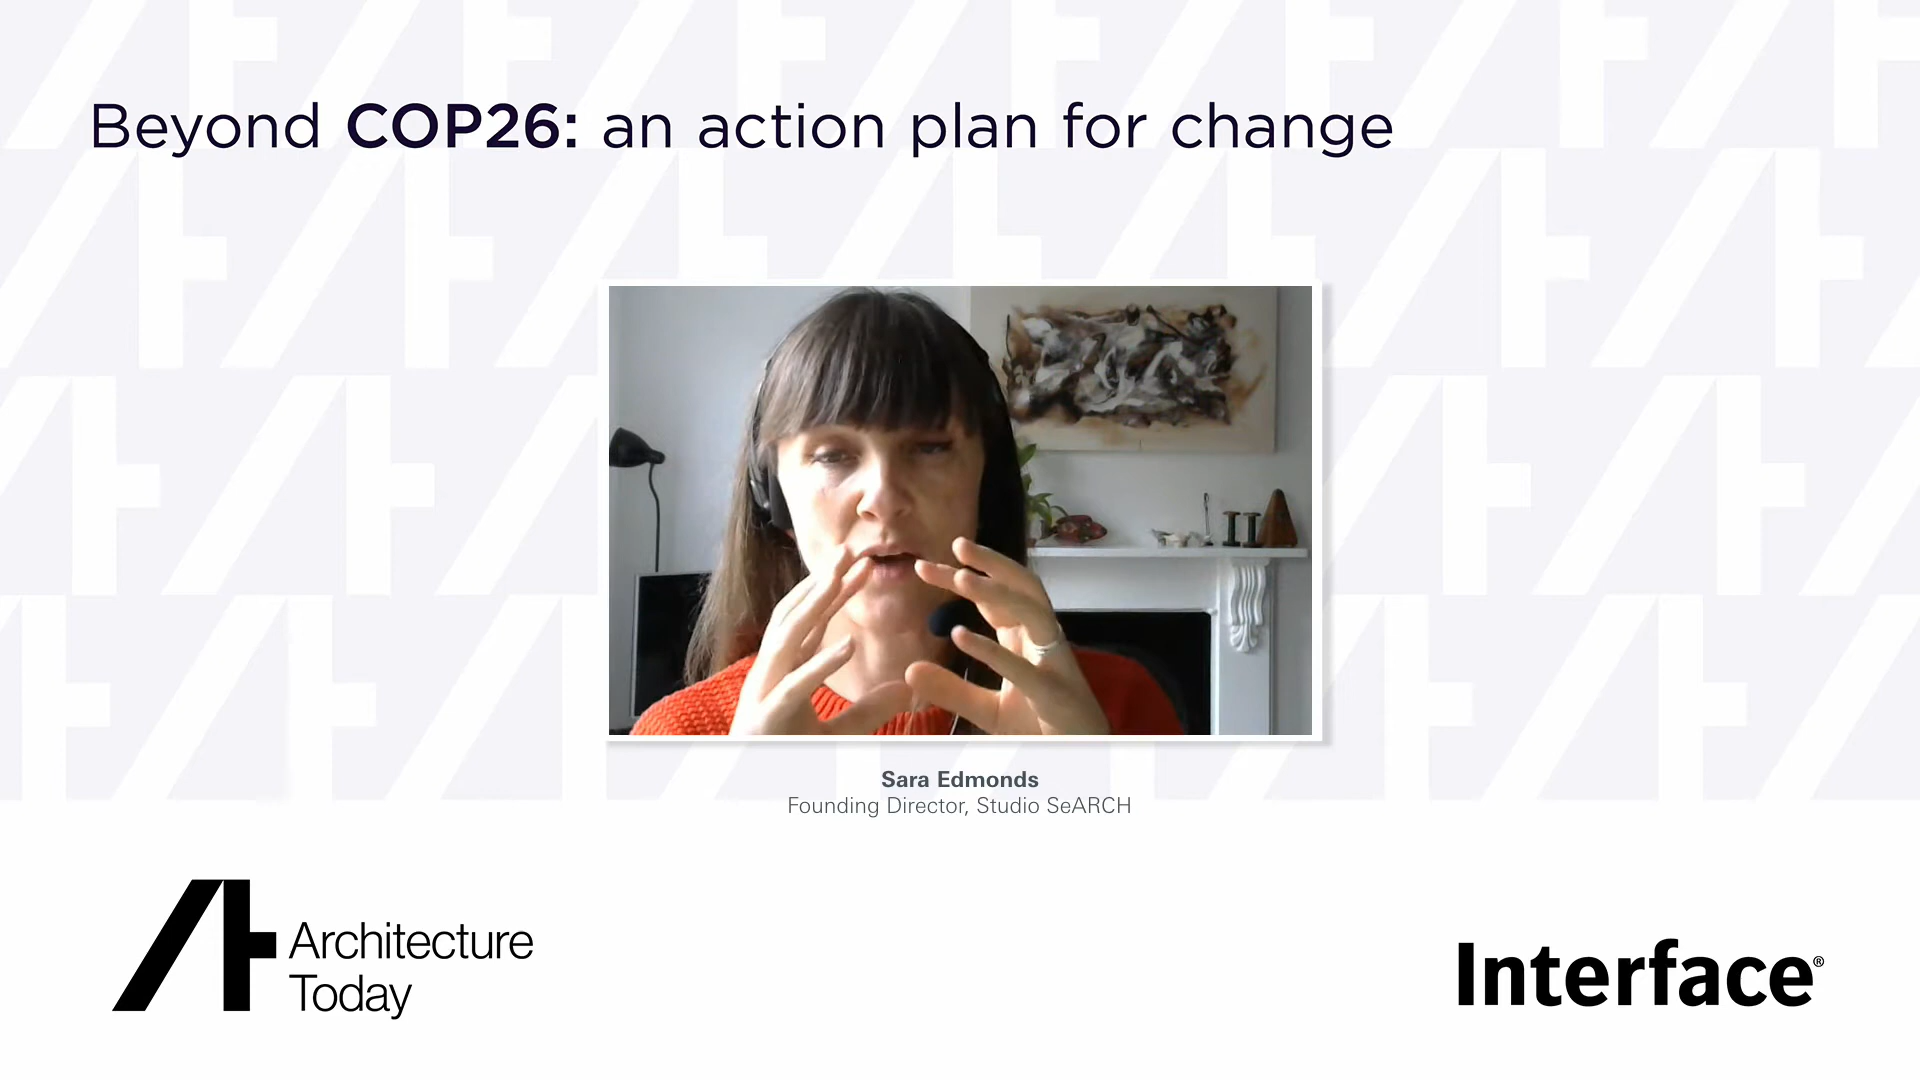 Beyond COP26: an action plan for change
Sara Edmonds
Founding Director, Studio SeARCH
Architecture
Today
Interface®